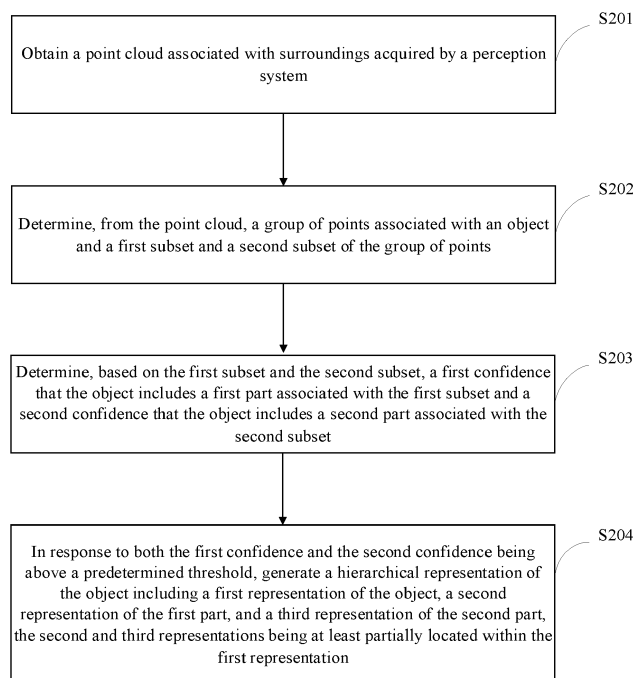 S201
Obtain a point cloud associated with surroundings acquired by a perception
system
S202
Determine, from the point cloud, a group of points associated with an object
and a first subset and a second subset of the group of points
S203
Determine, based on the first subset and the second subset, a first confidence
that the object includes a first part associated with the first subset and a
second confidence that the object includes a second part associated with the
second subset
S204
In response to both the first confidence and the second confidence being
above a predetermined threshold, generate a hierarchical representation of
the object including a first representation of the object, a second
representation of the first part, and a third representation of the second part,
the second and third representations being at least partially located within the
first representation